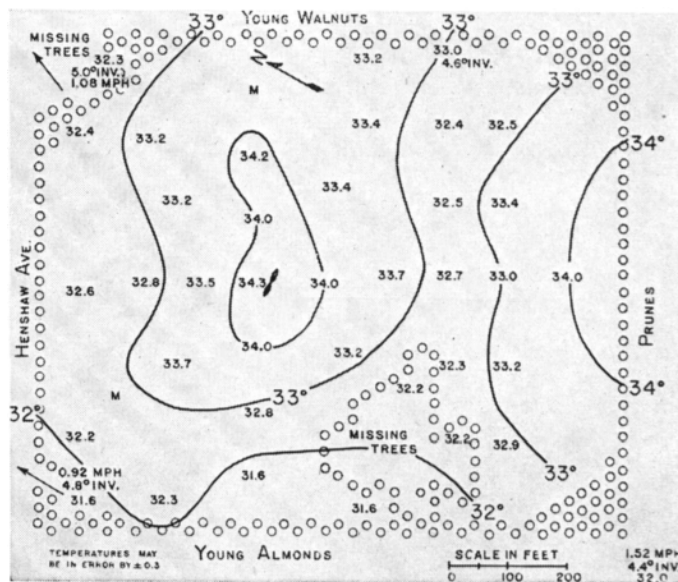 33° YOUNG WALNUTS 33°
MISSING
TREES
32.3
5.0° INV.
1.08 MPH
N
33.2
33.0
4.6° INV.
33°
M
32.4
33.2
34.2
33.4
32.4
32.5
34°
33.2
34.0
33.4
32.5
33.4
HENSHAW AVE.
32.6
32.8
33.5
34.3
34.0
33.7
32.7
33.0
34.0
PRUNES
34.0
33.7
33.2
32.2
32.3
33.2
34°
M
33°
32.8
32°
32.2
MISSING
TREES
32.2
32.9
33°
0.92 MPH
4.8° INV.
31.6
32.3
31.6
31.6
32°
TEMPERATURES MAY
BE IN ERROR BY ± 0.3
YOUNG ALMONDS
SCALE IN FEET
0 100 200
1.52 MPH
4.4° INV.
32.0